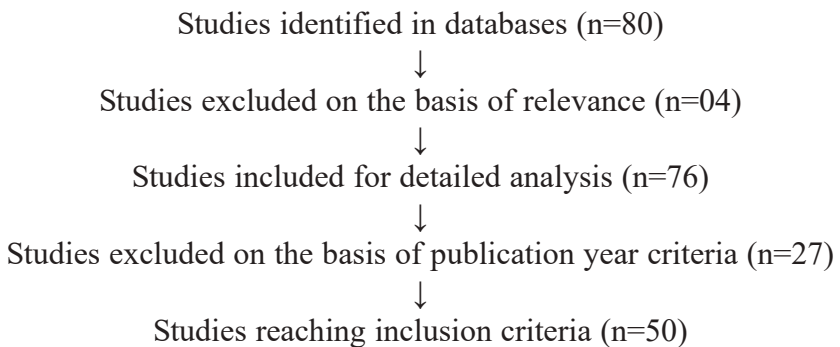 Studies identified in databases (n=80)
↓
Studies excluded on the basis of relevance (n=04)
↓
Studies included for detailed analysis (n=76)
↓
Studies excluded on the basis of publication year criteria (n=27)
↓
Studies reaching inclusion criteria (n=50)